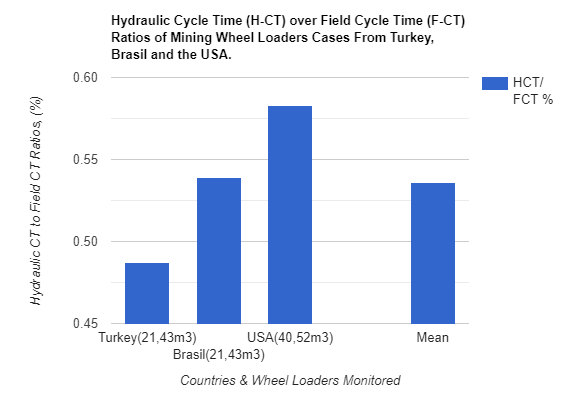 Hydraulic Cycle Time (H-CT) over Field Cycle Time (F-CT)
Ratios of Mining Wheel Loaders Cases From Turkey,
Brasil and the USA.
0.60
0.55
0.50
0.45
Hydraulic CT to Field CT Ratios, (%)
HCT/
FCT %
Turkey(21,43m3)
Brasil(21,43m3)
USA(40,52m3)
Mean
Countries & Wheel Loaders Monitored